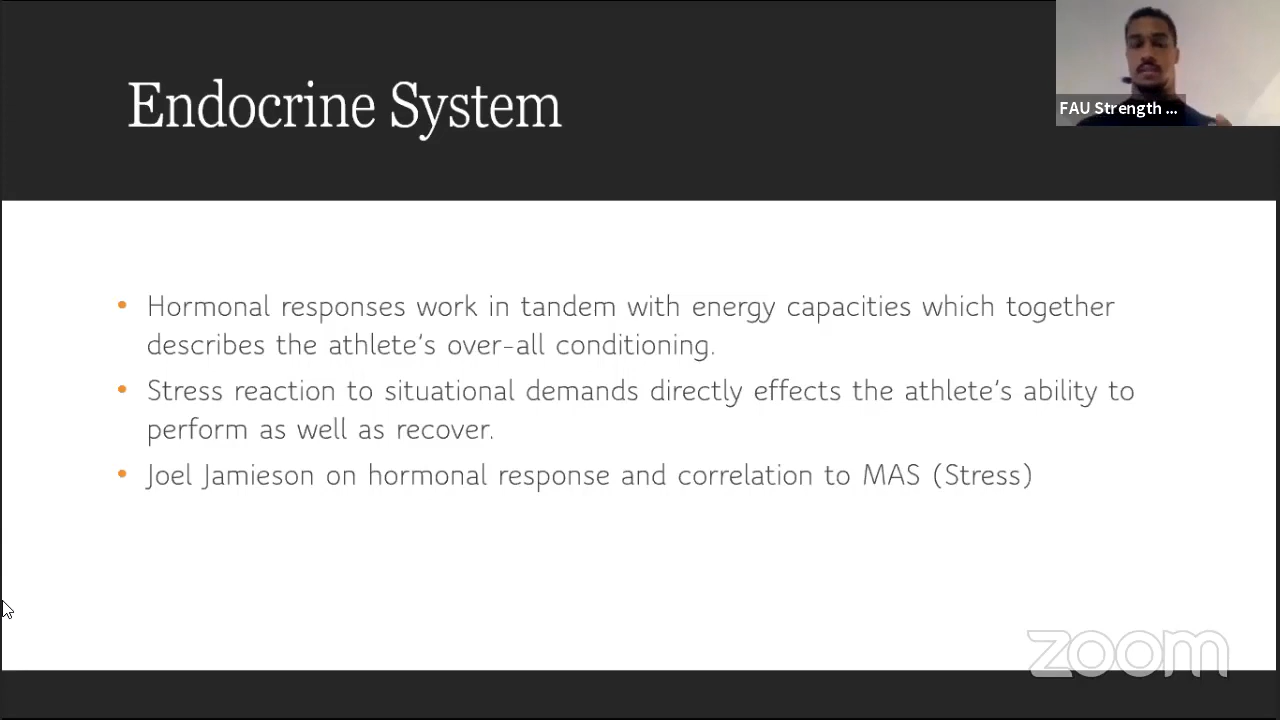 Endocrine System
FAU Strength ...
• Hormonal responses work in tandem with energy capacities which together
describes the athlete's over-all conditioning.
• Stress reaction to situational demands directly effects the athlete's ability to
perform as well as recover.
• Joel Jamieson on hormonal response and correlation to MAS (Stress)
zoom